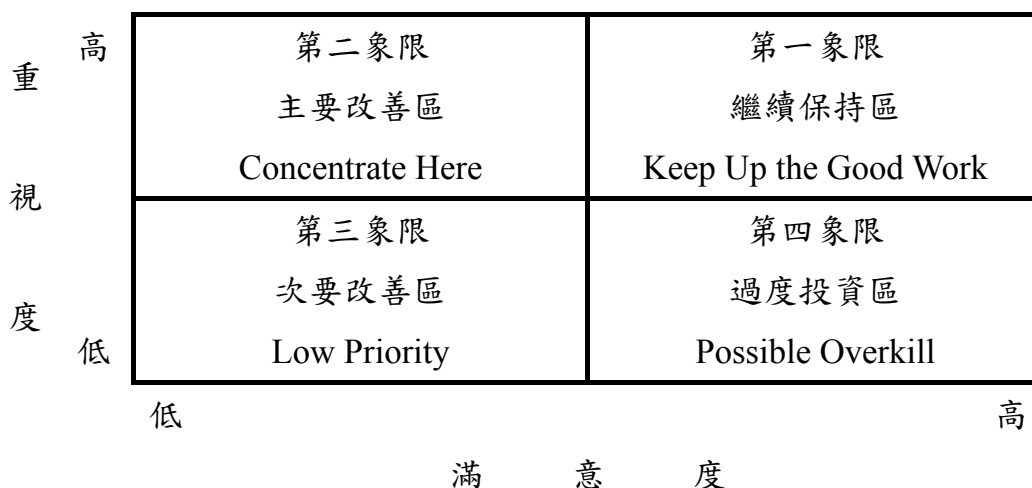 重視度
高
第二象限
主要改善區
Concentrate Here
第一象限
繼續保持區
Keep Up the Good Work
低
第三象限
次要改善區
Low Priority
第四象限
過度投資區
Possible Overkill
低 高
滿意度